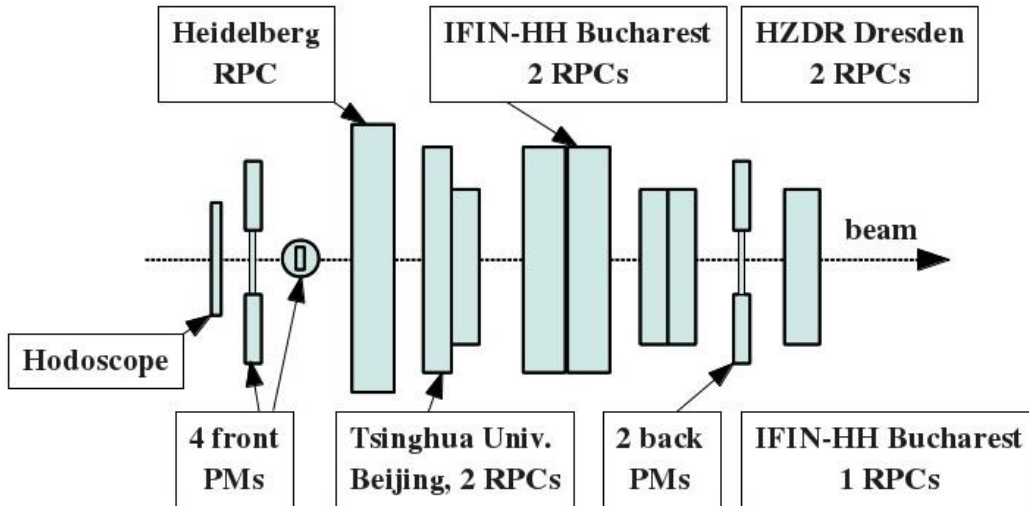 Heidelberg
RPC
IFIN-HH Bucharest
2 RPCs
HZDR Dresden
2 RPCs
beam
Hodoscope
4 front
PMs
Tsinghua Univ.
Beijing, 2 RPCs
2 back
PMs
IFIN-HH Bucharest
1 RPCs